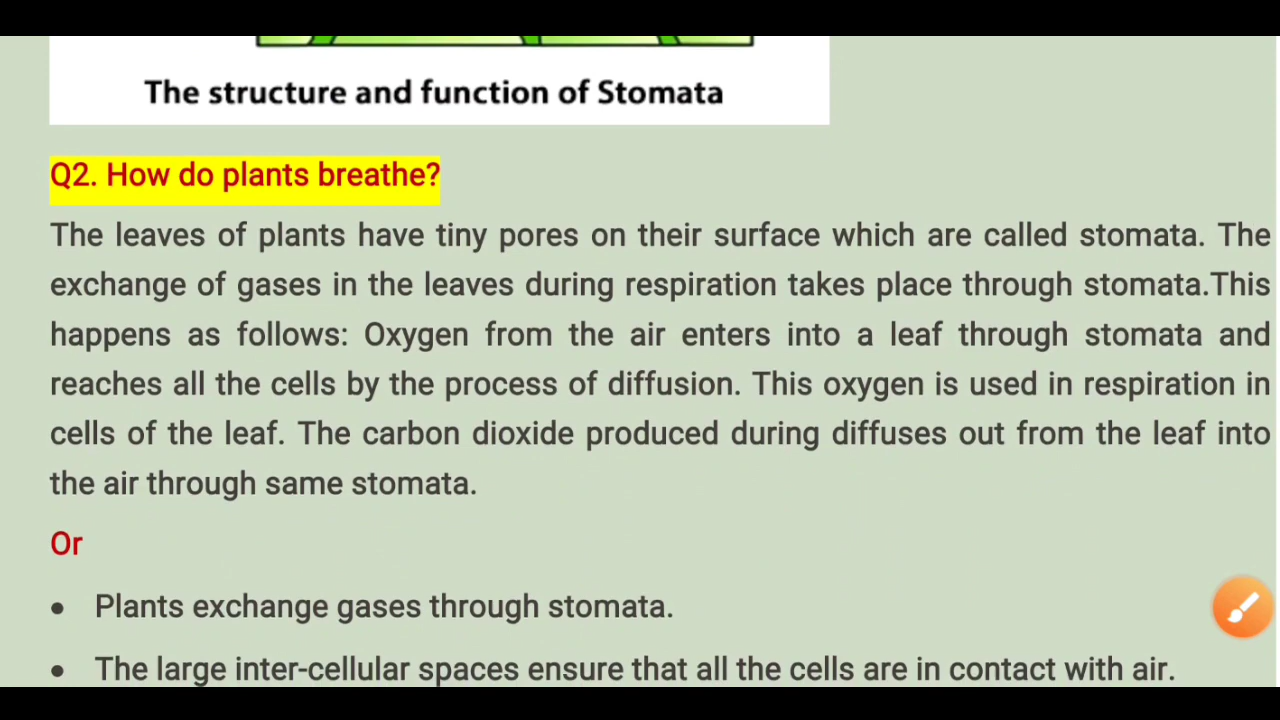 The structure and function of Stomata
Q2. How do plants breathe?
The leaves of plants have tiny pores on their surface which are called stomata. The
exchange of gases in the leaves during respiration takes place through stomata.This
happens as follows: Oxygen from the air enters into a leaf through stomata and
reaches all the cells by the process of diffusion. This oxygen is used in respiration in
cells of the leaf. The carbon dioxide produced during diffuses out from the leaf into
the air through same stomata.
Or
• Plants exchange gases through stomata.
• The large inter-cellular spaces ensure that all the cells are in contact with air.